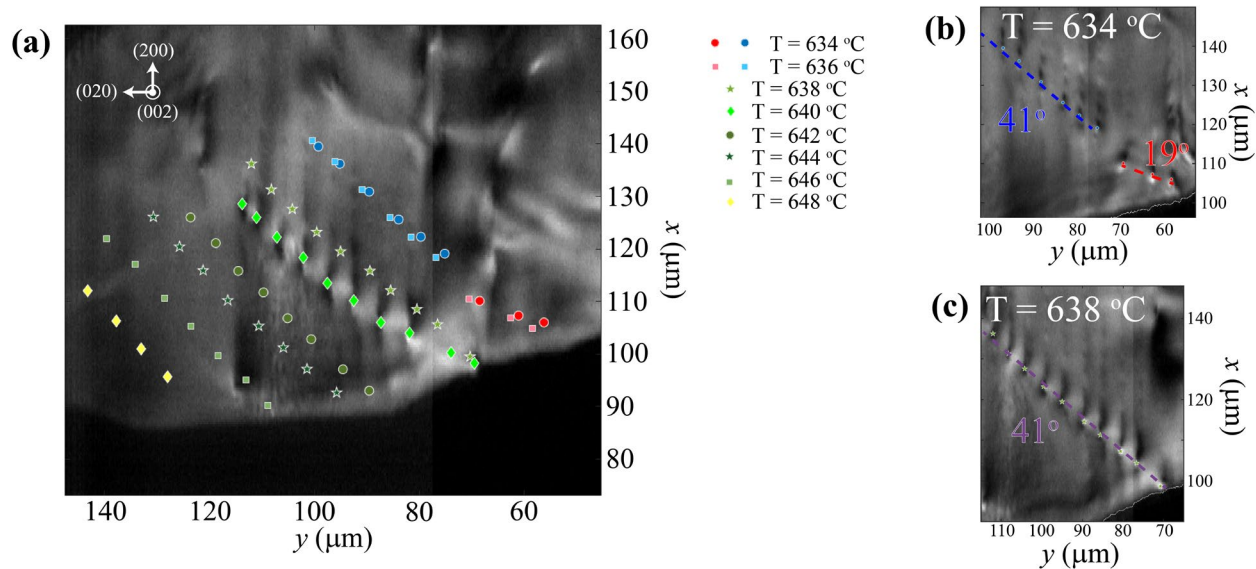 (a)
(200)
(020)
(002)
160
150
140
130
120
110
100
90
80
x (μm)
140
120
100
80
60
y (μm)
T = 634 °C
T = 636 °C
T = 638 °C
T = 640 °C
T = 642 °C
T = 644 °C
T = 646 °C
T = 648 °C
(b)
T = 634 °C
41°
19°
140
130
120
110
100
x (μm)
100
90
80
70
60
y (μm)
(c)
T = 638 °C
41°
140
120
100
x (μm)
110
100
90
80
70
y (μm)